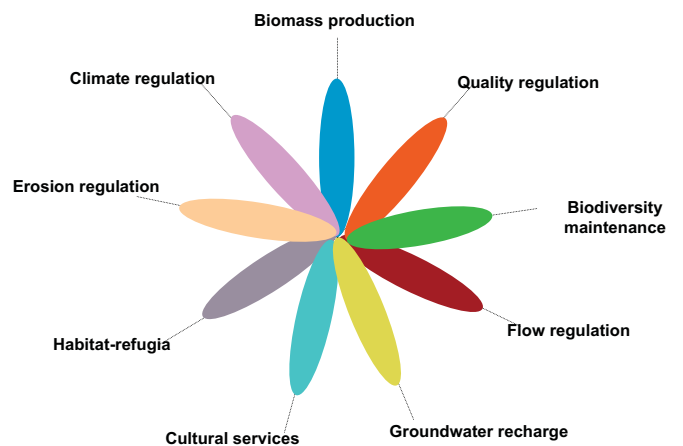 Biomass production
Climate regulation
Quality regulation
Erosion regulation
Biodiversity
maintenance
Flow regulation
Habitat-refugia
Groundwater recharge
Cultural services